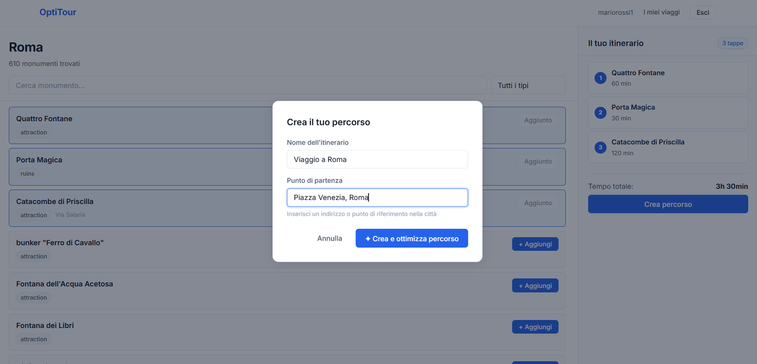 OptiTour
mariorossi1 I miei viaggi Esci
Roma
610 monumenti trovati
Cerca monumento...
Tutti i tipi
Quattro Fontane
attraction
Aggiunto
Porta Magica
ruins
Aggiunto
Catacombe di Priscilla
attraction Via Salaria
Aggiunto
bunker "Ferro di Cavallo"
attraction
+ Aggiungi
Fontana dell'Acqua Acetosa
attraction
+ Aggiungi
Fontana dei Libri
attraction
+ Aggiungi
Crea il tuo percorso
Nome dell'itinerario
Viaggio a Roma
Punto di partenza
Piazza Venezia, Roma
Inserisci un indirizzo o punto di riferimento nella città
Annulla
+ Crea e ottimizza percorso
Il tuo itinerario
3 tappe
1 Quattro Fontane
60 min
2 Porta Magica
30 min
3 Catacombe di Priscilla
120 min
Tempo totale: 3h 30min
Crea percorso